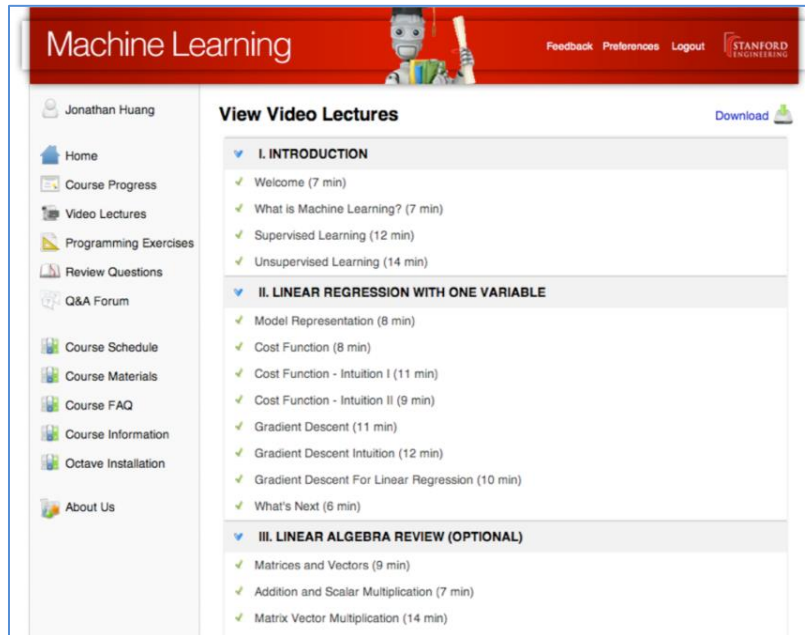 Machine Learning
Feedback Preferences Logout
STANFORD
ENGINEERING
Jonathan Huang
Home
Course Progress
Video Lectures
Programming Exercises
Review Questions
Q&A Forum
Course Schedule
Course Materials
Course FAQ
Course Information
Octave Installation
About Us
View Video Lectures
Download
I. INTRODUCTION
Welcome (7 min)
What is Machine Learning? (7 min)
Supervised Learning (12 min)
Unsupervised Learning (14 min)
II. LINEAR REGRESSION WITH ONE VARIABLE
Model Representation (8 min)
Cost Function (8 min)
Cost Function - Intuition I (11 min)
Cost Function - Intuition II (9 min)
Gradient Descent (11 min)
Gradient Descent Intuition (12 min)
Gradient Descent For Linear Regression (10 min)
What's Next (6 min)
III. LINEAR ALGEBRA REVIEW (OPTIONAL)
Matrices and Vectors (9 min)
Addition and Scalar Multiplication (7 min)
Matrix Vector Multiplication (14 min)